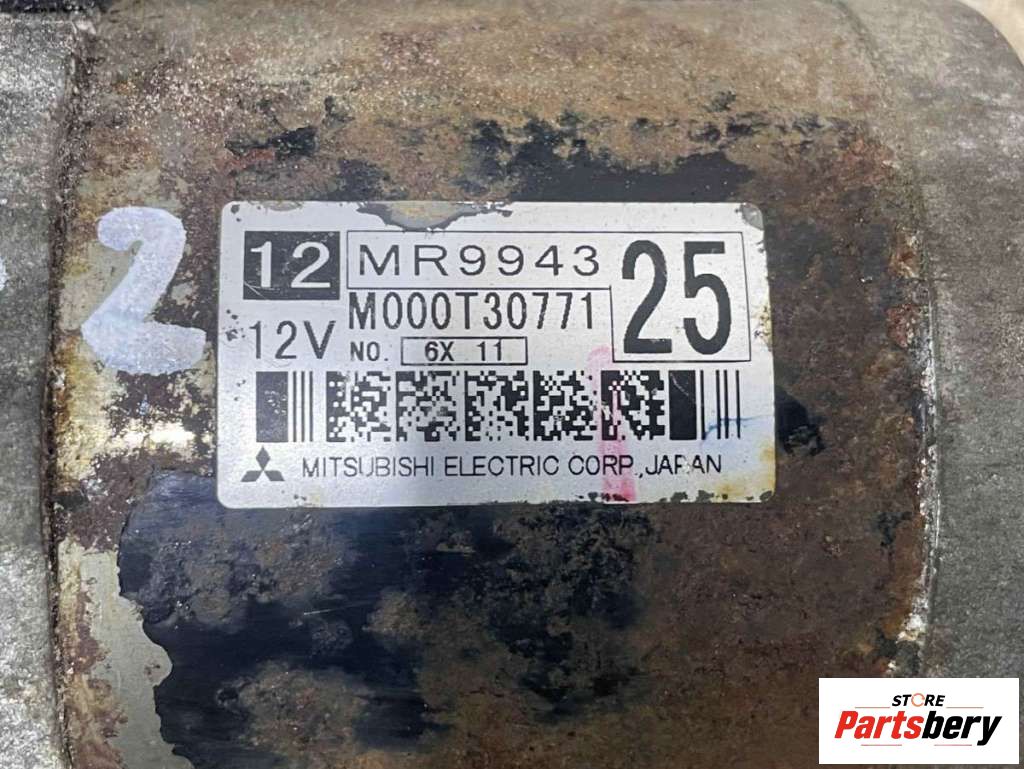 2
12 MR9943 25
12V M000T30771
NO. 6X 11
MITSUBISHI ELECTRIC CORP., JAPAN
STORE
Partsbery